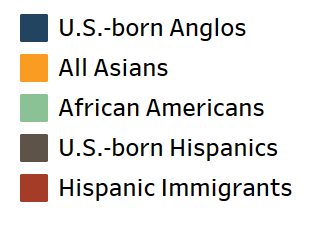 U.S.-born Anglos
All Asians
African Americans
U.S.-born Hispanics
Hispanic Immigrants